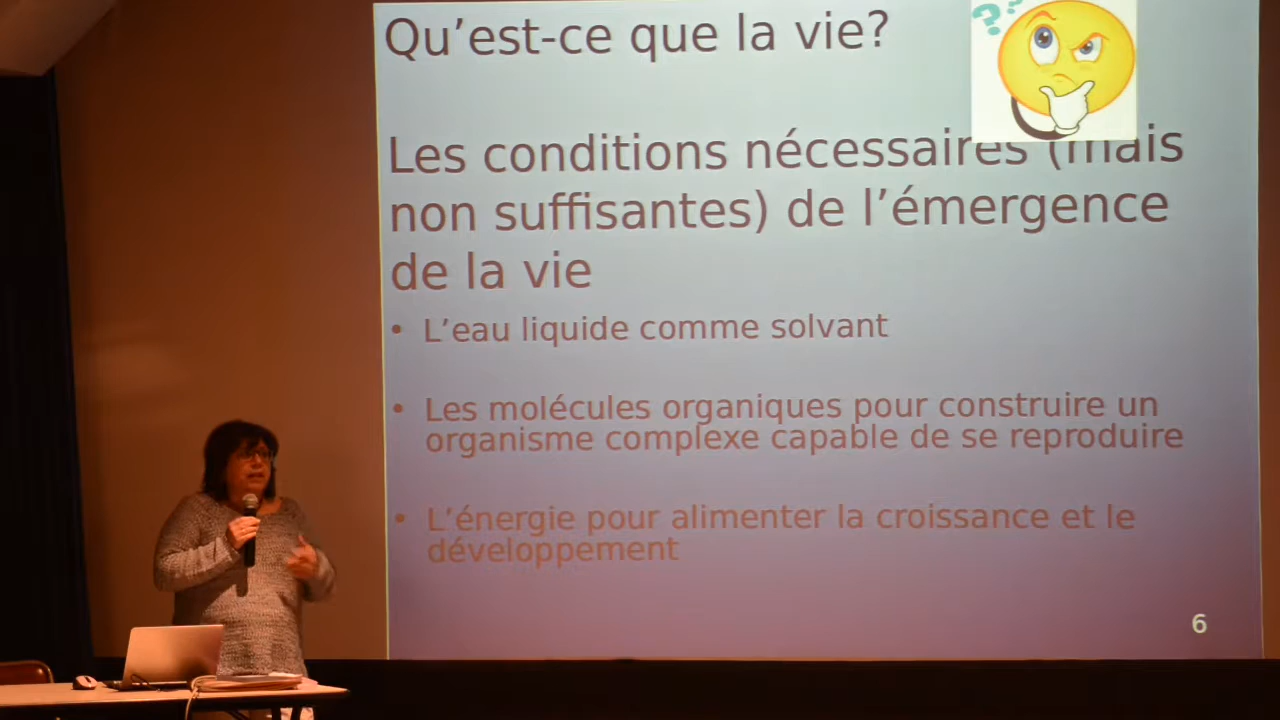 Qu’est-ce que la vie?
Les conditions nécessaires (mais
non suffisantes) de l’émergence
de la vie
• L’eau liquide comme solvant
• Les molécules organiques pour construire un
organisme complexe capable de se reproduire
• L’énergie pour alimenter la croissance et le
développement
6